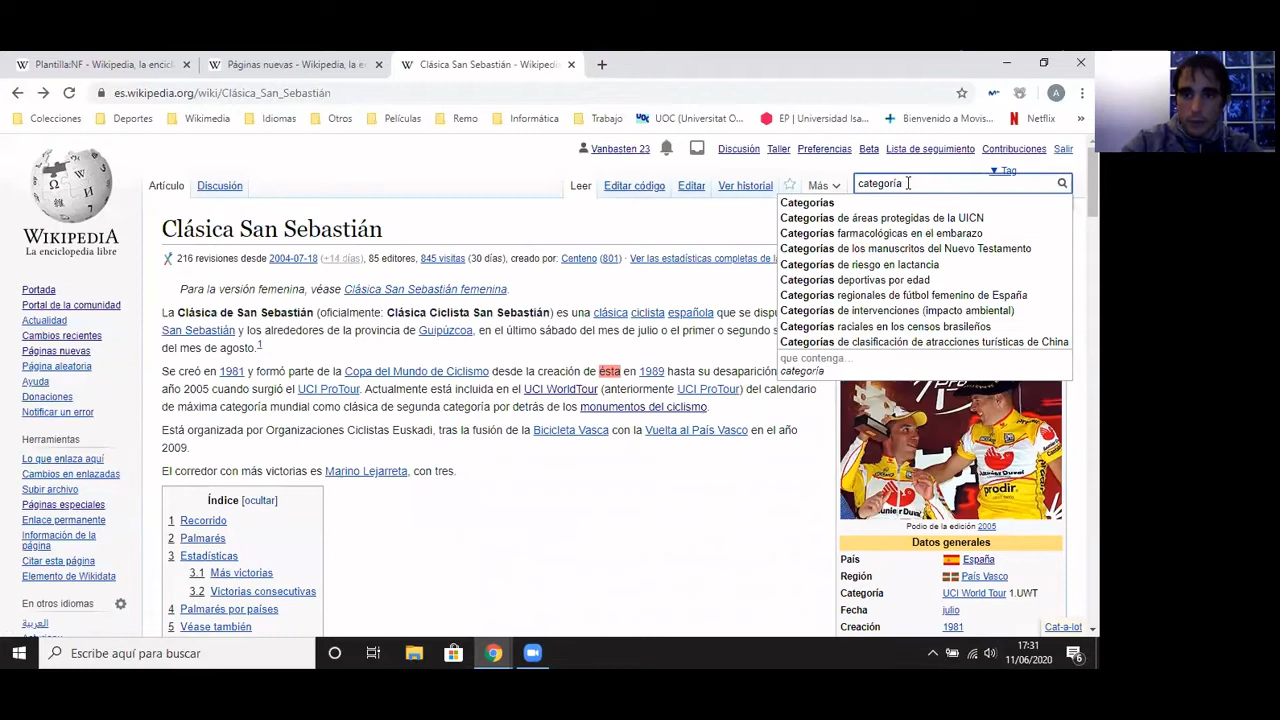 Plantilla:NF - Wikipedia, la encicl
Páginas nuevas - Wikipedia, la en
Clásica San Sebastián - Wikipedia
es.wikipedia.org/wiki/Clásica_San_Sebastián
Colecciones
Deportes
Wikimedia
Idiomas
Otros
Películas
Remo
Informática
Trabajo
UOC (Universitat O...
EP | Universidad Isa...
Bienvenido a Movis...
Netflix
Vanbasten 23
Discusión
Taller
Preferencias
Beta
Lista de seguimiento
Contribuciones
Salir
▼ Tag
Artículo
Discusión
Leer
Editar código
Editar
Ver historial
Más
categoría
Categorías
Categorías de áreas protegidas de la UICN
Categorías farmacológicas en el embarazo
Categorías de los manuscritos del Nuevo Testamento
Categorías de riesgo en lactancia
Categorías deportivas por edad
Categorías regionales de fútbol femenino de España
Categorías de intervenciones (impacto ambiental)
Categorías raciales en los censos brasileños
Categorías de clasificación de atracciones turísticas de China
que contenga...
categoría
WIKIPEDIA
La enciclopedia libre
Portada
Portal de la comunidad
Actualidad
Cambios recientes
Páginas nuevas
Página aleatoria
Ayuda
Donaciones
Notificar un error
Herramientas
Lo que enlaza aquí
Cambios en enlazadas
Subir archivo
Páginas especiales
Enlace permanente
Información de la
página
Citar esta página
Elemento de Wikidata
En otros idiomas
العربية
Clásica San Sebastián
216 revisiones desde 2004-07-18 (+14 días), 85 editores, 845 visitas (30 días), creado por: Centeno (801) · Ver las estadísticas completas de la
Para la versión femenina, véase Clásica San Sebastián femenina.
La Clásica de San Sebastián (oficialmente: Clásica Ciclista San Sebastián) es una clásica ciclista española que se dispu
San Sebastián y los alrededores de la provincia de Guipúzcoa, en el último sábado del mes de julio o el primer o segundo
del mes de agosto.1
Se creó en 1981 y formó parte de la Copa del Mundo de Ciclismo desde la creación de ésta en 1989 hasta su desaparición
año 2005 cuando surgió el UCI ProTour. Actualmente está incluida en el UCI WorldTour (anteriormente UCI ProTour) del calendario
de máxima categoría mundial como clásica de segunda categoría por detrás de los monumentos del ciclismo.
Está organizada por Organizaciones Ciclistas Euskadi, tras la fusión de la Bicicleta Vasca con la Vuelta al País Vasco en el año
2009.
El corredor con más victorias es Marino Lejarreta, con tres.
Índice [ocultar]
1 Recorrido
2 Palmarés
3 Estadísticas
3.1 Más victorias
3.2 Victorias consecutivas
4 Palmarés por países
5 Véase también
prodir
Podio de la edición 2005
Datos generales
País España
Región País Vasco
Categoría UCI World Tour 1.UWT
Fecha julio
Creación 1981
Cat-a-lot
Escribe aquí para buscar
17:31
11/06/2020
6